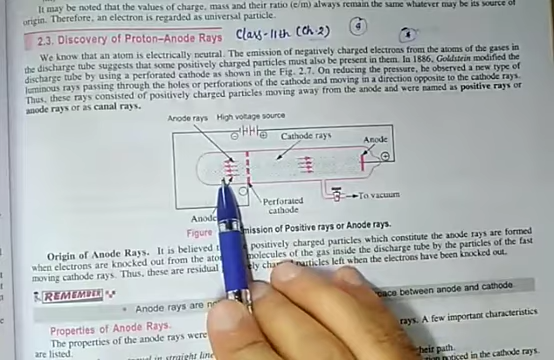 It may be noted that the values of charge, mass and their ratio (e/m) always remain the same whatever may be its source of
origin. Therefore, an electron is regarded as universal particle.
2.3. Discovery of Proton–Anode Rays Class-11th (Ch-2)
We know that an atom is electrically neutral. The emission of negatively charged electrons from the atoms of the gases in
the discharge tube suggests that some positively charged particles must also be present in them. In 1886, Goldstein modified the
discharge tube by using a perforated cathode as shown in the Fig. 2.7. On reducing the pressure, he observed a new type of
luminous rays passing through the holes or perforations of the cathode and moving in a direction opposite to the cathode rays.
Thus, these rays consisted of positively charged particles moving away from the anode and were named as positive rays or
anode rays or as canal rays.
Anode rays High voltage source
Cathode rays
Anode
Perforated
cathode
To vacuum
Anode
Figure mission of Positive rays or Anode rays.
Origin of Anode Rays. It is believed positively charged particles which constitute the anode rays are formed
when electrons are knocked out from the molecules of the gas inside the discharge tube by the particles of the fast
moving cathode rays. Thus, these are residual particles left when the electrons have been knocked out.
REMEMBER
• Anode rays are between anode and cathode
Properties of Anode Rays.
The properties of the anode rays were rays. A few important characteristics
are listed.
in straight line their path.
noticed in the cathode rays.